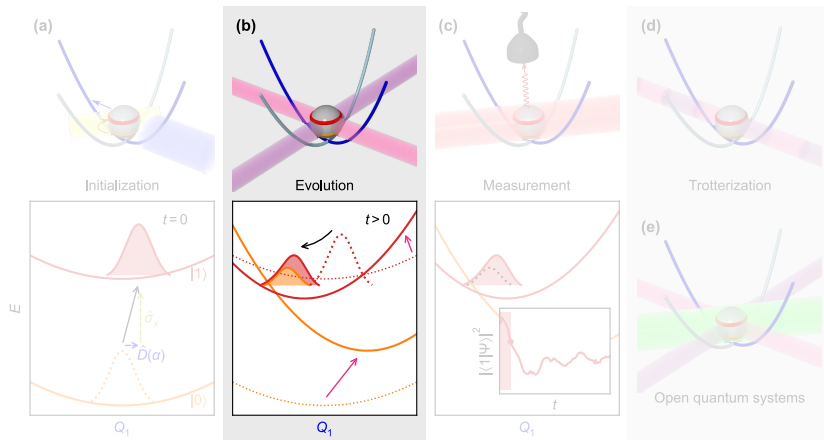 (a)
(b)
(c)
(d)
Initialization
Evolution
Measurement
Trotterization
t = 0
t > 0
(e)
|1⟩
E
σ̂ₓ
D̂(α)
|0⟩
|⟨1|Ψ⟩|²
t
Open quantum systems
Q₁
Q₁
Q₁